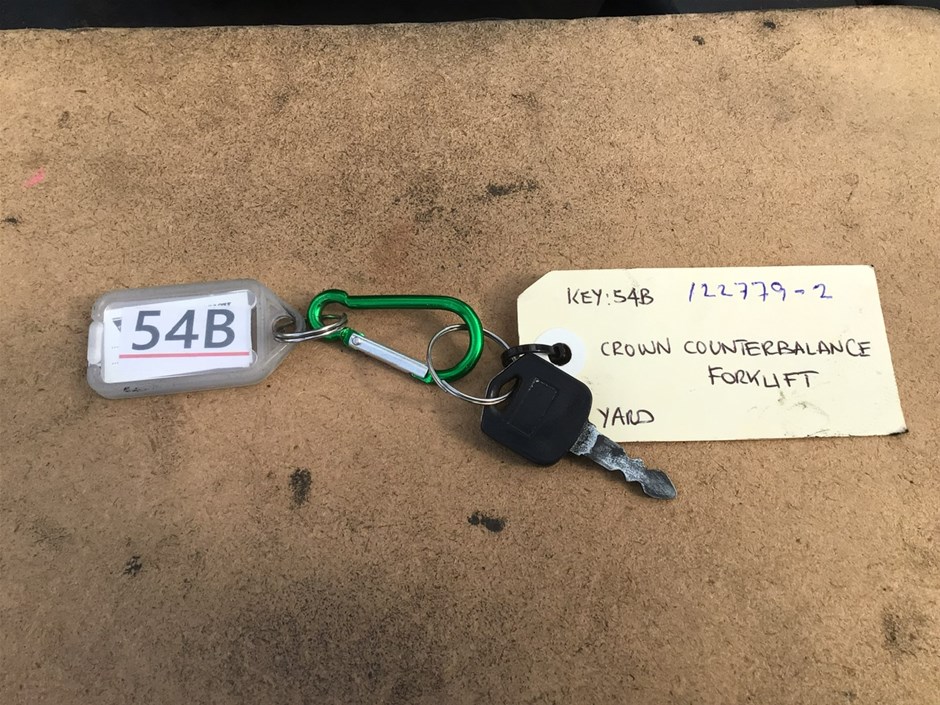 54B
KEY: 54B 122779-2
CROWN COUNTERBALANCE
FORKLIFT
YARD